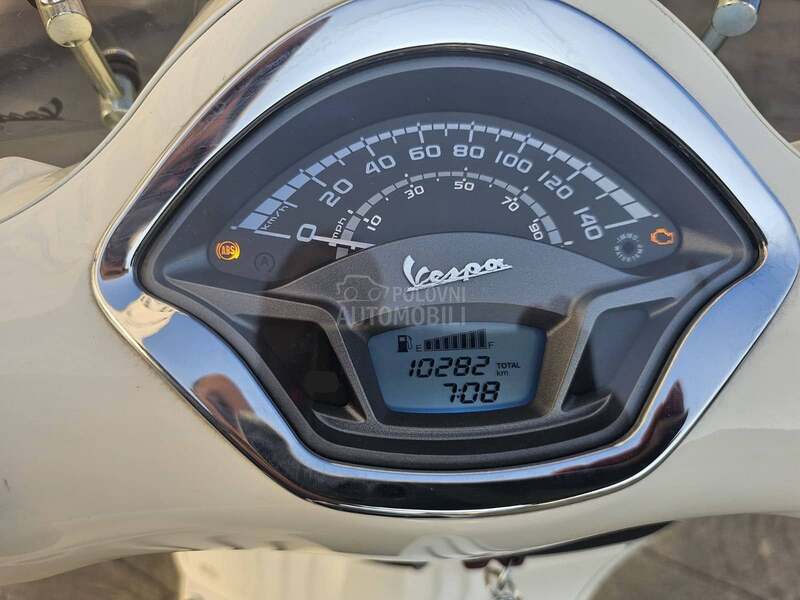 0 20 40 60 80 100 120 140
km/h
mph 10 30 50 70 90
ABS
A
IMMOBILIZER
Vespa
POLOVNI
AUTOMOBILI
E F
10282 TOTAL km
7:08